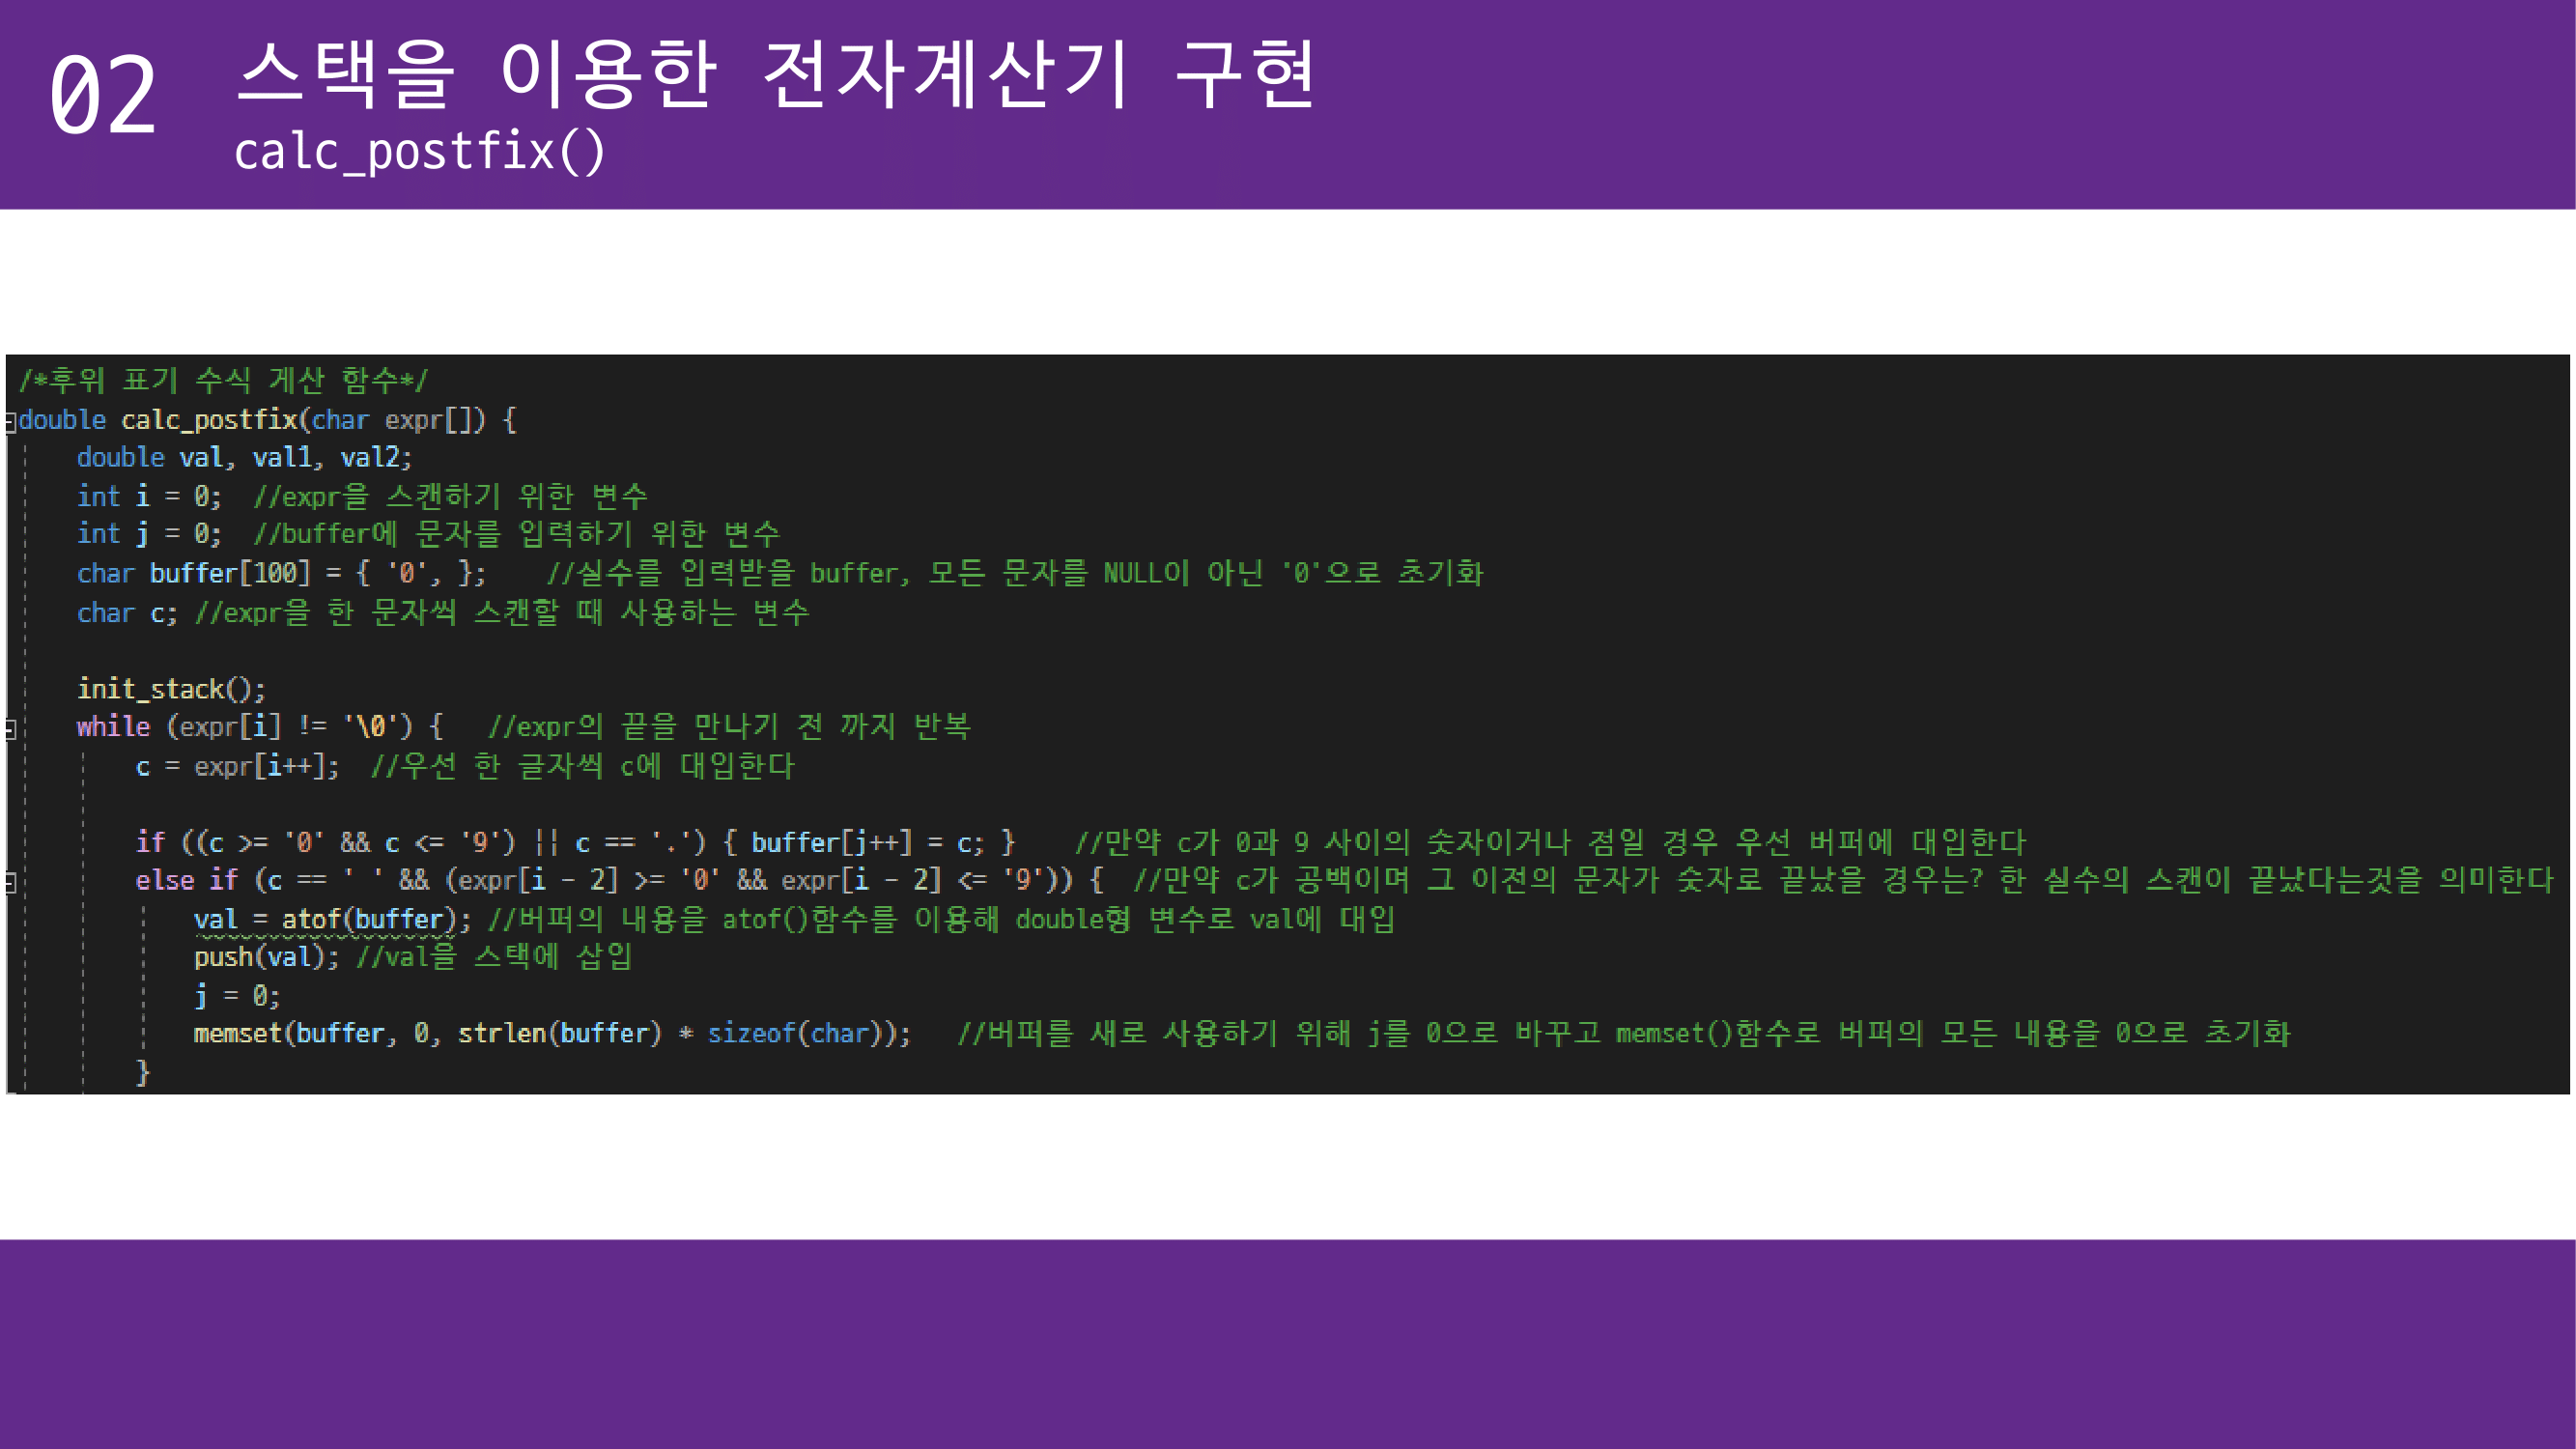 02
스택을 이용한 전자계산기 구현
calc_postfix()
/*후위 표기 수식 게산 함수*/
double calc_postfix(char expr[]) {
double val, val1, val2;
int i = 0; //expr을 스캔하기 위한 변수
int j = 0; //buffer에 문자를 입력하기 위한 변수
char buffer[100] = { '0', }; //실수를 입력받을 buffer, 모든 문자를 NULL이 아닌 '0'으로 초기화
char c; //expr을 한 문자씩 스캔할 때 사용하는 변수
init_stack();
while (expr[i] != '\0') { //expr의 끝을 만나기 전 까지 반복
c = expr[i++]; //우선 한 글자씩 c에 대입한다
if ((c >= '0' && c <= '9') || c == '.') { buffer[j++] = c; } //만약 c가 0과 9 사이의 숫자이거나 점일 경우 우선 버퍼에 대입한다
else if (c == ' ' && (expr[i - 2] >= '0' && expr[i - 2] <= '9')) { //만약 c가 공백이며 그 이전의 문자가 숫자로 끝났을 경우는? 한 실수의 스캔이 끝났다는것을 의미한다
val = atof(buffer); //버퍼의 내용을 atof()함수를 이용해 double형 변수로 val에 대입
push(val); //val을 스택에 삽입
j = 0;
memset(buffer, 0, strlen(buffer) * sizeof(char)); //버퍼를 새로 사용하기 위해 j를 0으로 바꾸고 memset()함수로 버퍼의 모든 내용을 0으로 초기화
}